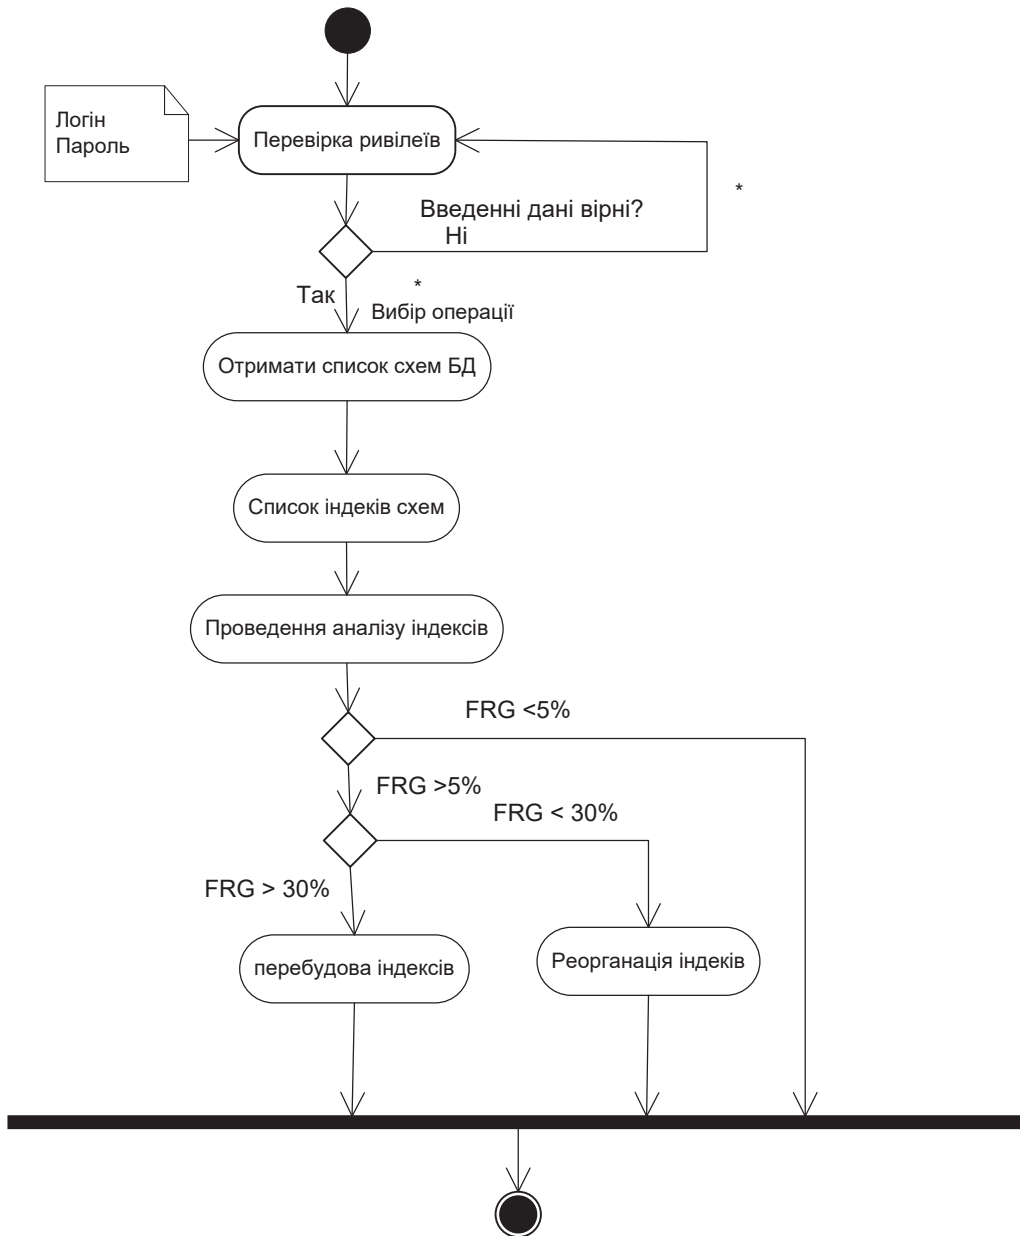 Логін
Пароль
Перевірка ривілеїв
*
Введенні дані вірні?
Ні
Так
*
Вибір операції
Отримати список схем БД
Список індеків схем
Проведення аналізу індексів
FRG <5%
FRG >5%
FRG < 30%
FRG > 30%
перебудова індексів
Реорганація індеків